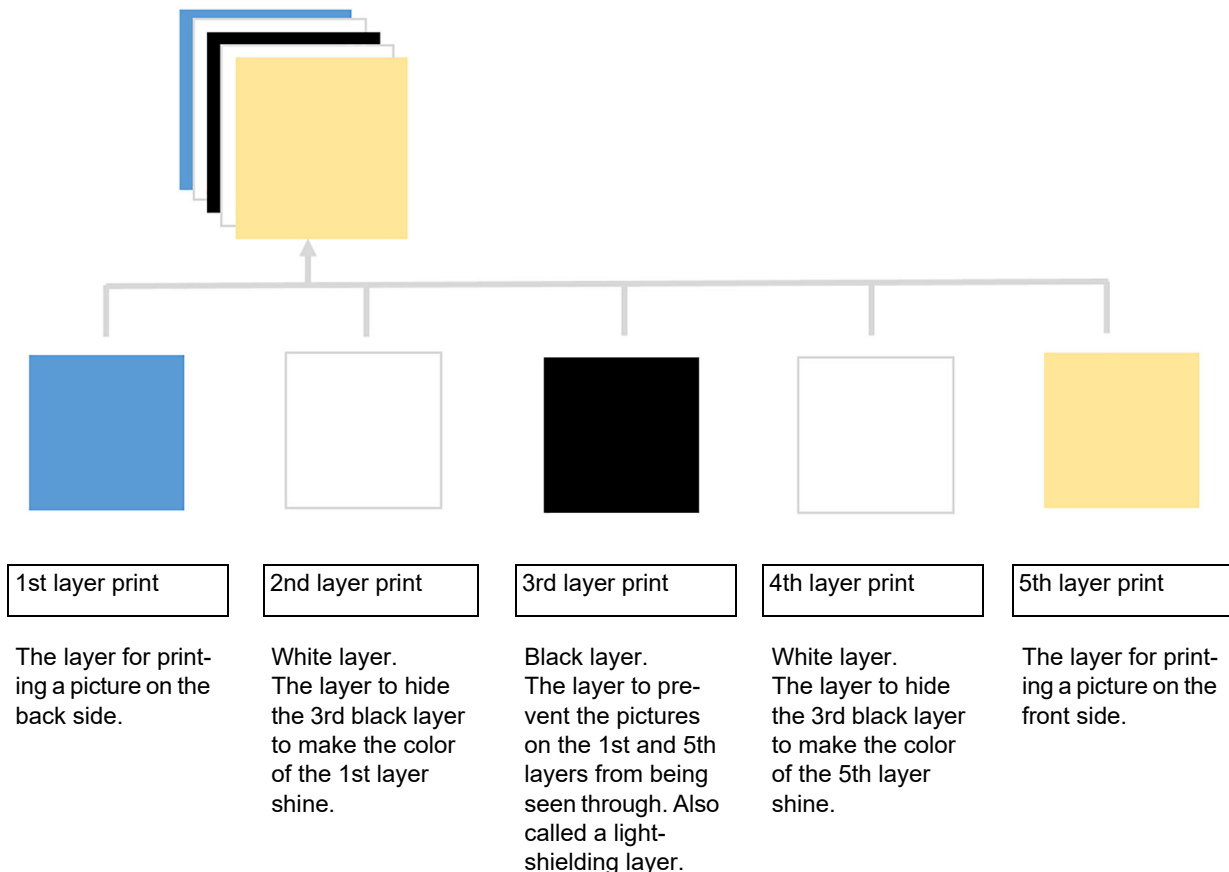 1st layer print
The layer for print-
ing a picture on the
back side.
2nd layer print
White layer.
The layer to hide
the 3rd black layer
to make the color
of the 1st layer
shine.
3rd layer print
Black layer.
The layer to pre-
vent the pictures
on the 1st and 5th
layers from being
seen through. Also
called a light-
shielding layer.
4th layer print
White layer.
The layer to hide
the 3rd black layer
to make the color
of the 5th layer
shine.
5th layer print
The layer for print-
ing a picture on the
front side.